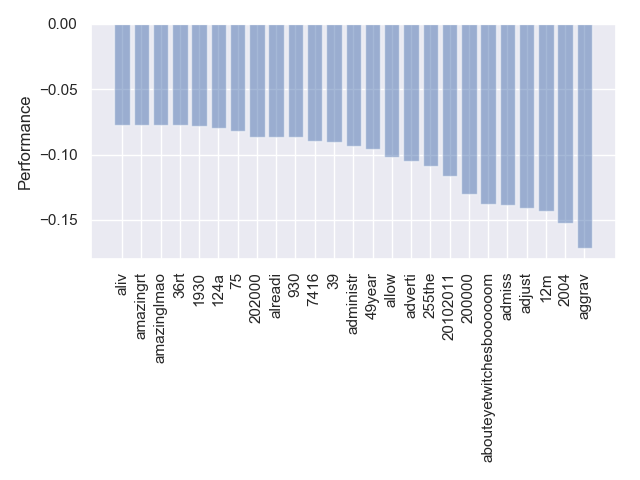 0.00
−0.05
−0.10
−0.15
Performance
aliv
amazingrt
amazinglmao
36rt
1930
124a
75
202000
alreadi
930
7416
39
administr
49year
allow
adverti
255the
20102011
200000
abouteyetwitchesboooooom
admiss
adjust
12m
2004
aggrav